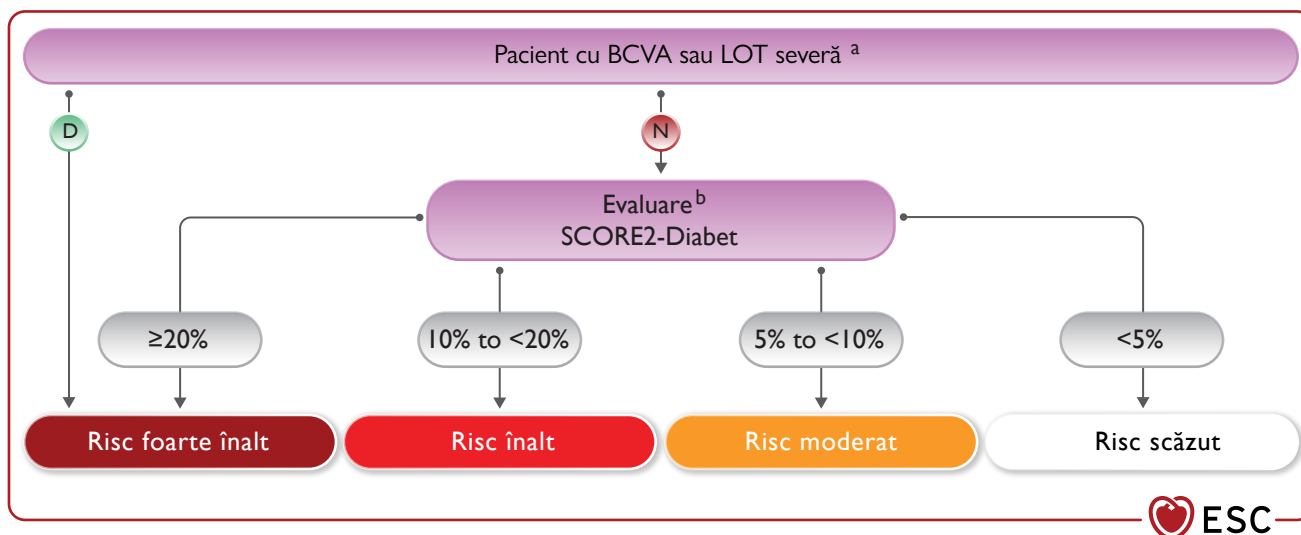 Pacient cu BCVA sau LOT severă a
D
N
Evaluare b
SCORE2-Diabet
≥20%
10% to <20%
5% to <10%
<5%
Risc foarte înalt
Risc înalt
Risc moderat
Risc scăzut
ESC